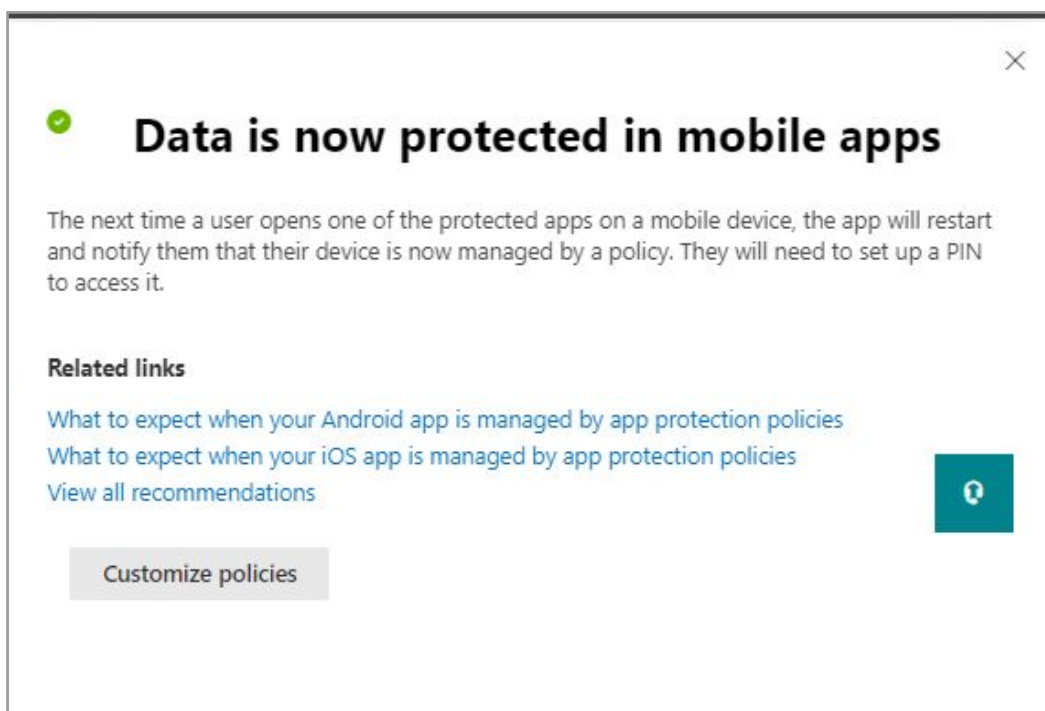 Data is now protected in mobile apps
The next time a user opens one of the protected apps on a mobile device, the app will restart
and notify them that their device is now managed by a policy. They will need to set up a PIN
to access it.
Related links
What to expect when your Android app is managed by app protection policies
What to expect when your iOS app is managed by app protection policies
View all recommendations
Customize policies